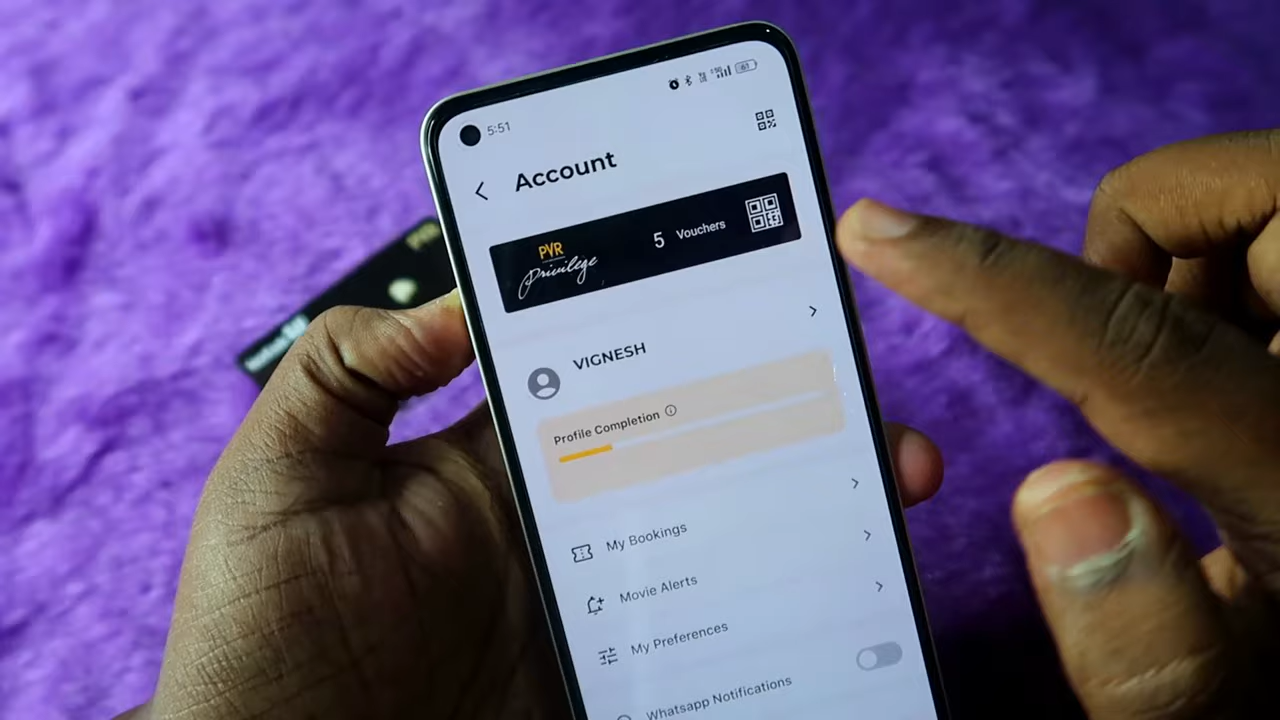 5:51
Account
PVR
privilege
5 Vouchers
VIGNESH
Profile Completion
My Bookings
Movie Alerts
My Preferences
Whatsapp Notifications